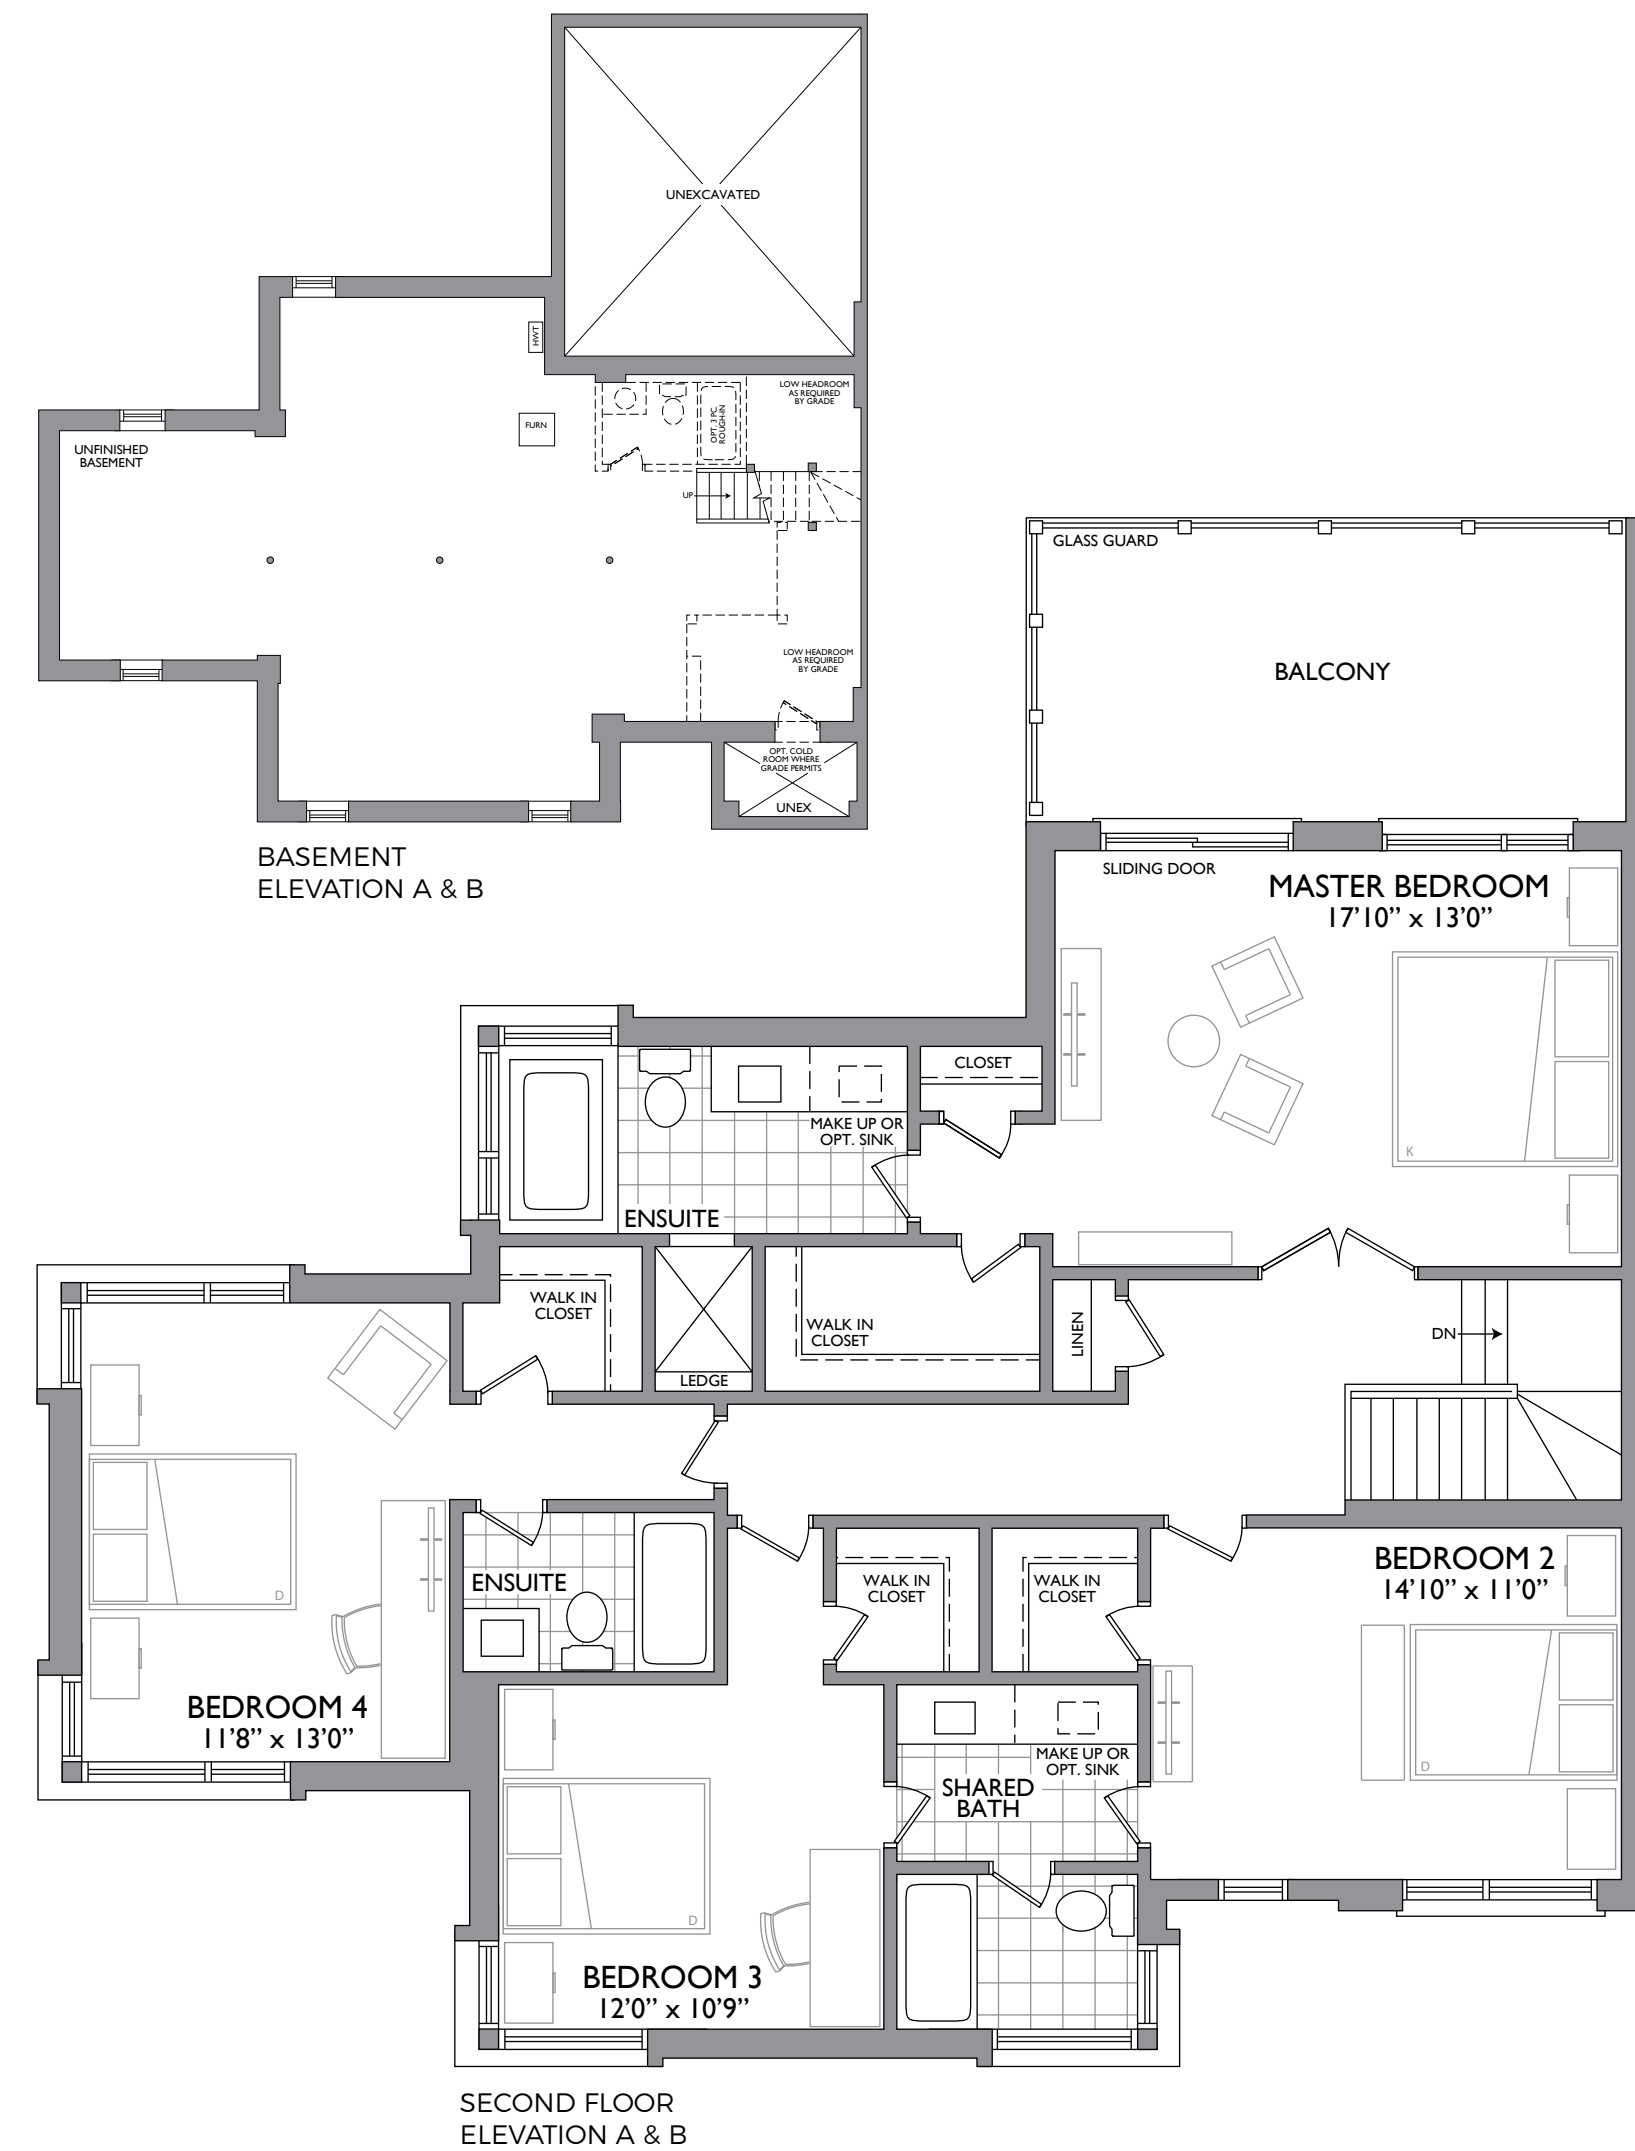 UNEXCAVATED
HWT
LOW HEADROOM
AS REQUIRED
BY GRADE
FURN
OPT. 3 PC.
ROUGH-IN
UNFINISHED
BASEMENT
UP
LOW HEADROOM
AS REQUIRED
BY GRADE
OPT. COLD
ROOM WHERE
GRADE PERMITS
UNEX
BASEMENT
ELEVATION A & B
GLASS GUARD
BALCONY
SLIDING DOOR
MASTER BEDROOM
17’10” x 13’0”
K
CLOSET
MAKE UP OR
OPT. SINK
ENSUITE
WALK IN
CLOSET
LEDGE
WALK IN
CLOSET
LINEN
DN
D
BEDROOM 4
11’8” x 13’0”
ENSUITE
WALK IN
CLOSET
WALK IN
CLOSET
BEDROOM 2
14’10” x 11’0”
D
MAKE UP OR
OPT. SINK
SHARED
BATH
D
BEDROOM 3
12’0” x 10’9”
SECOND FLOOR
ELEVATION A & B